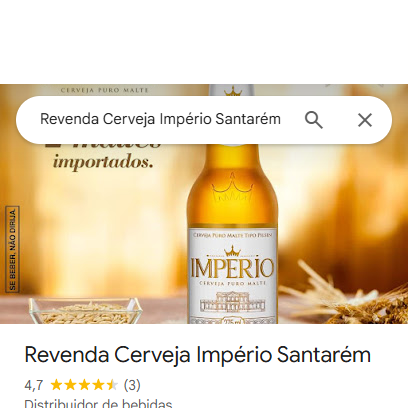 CERVEJA PURO MALTE
Revenda Cerveja Império Santarém
2 maltes
importados.
SE BEBER, NÃO DIRIJA
CERVEJA PURO MALTE TIPO PILSEN
IMPÉRIO
CERVEJA PURO MALTE
275 ml
Revenda Cerveja Império Santarém
4,7 (3)
Distribuidor de bebidas